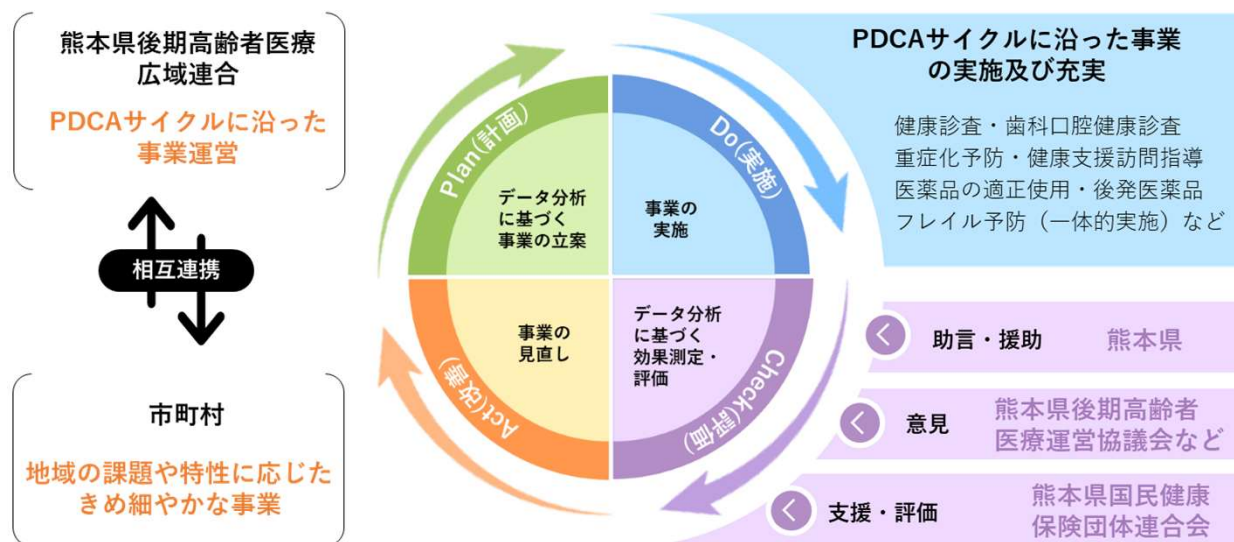 熊本県後期高齢者医療
広域連合
PDCAサイクルに沿った
事業運営
相互連携
市町村
地域の課題や特性に応じた
きめ細やかな事業
Plan(計画)
データ分析
に基づく
事業の立案
Do(実施)
事業の
実施
Check(評価)
データ分析
に基づく
効果測定・
評価
Act(改善)
事業の
見直し
PDCAサイクルに沿った事業
の実施及び充実
健康診査・歯科口腔健康診査
重症化予防・健康支援訪問指導
医薬品の適正使用・後発医薬品
フレイル予防（一体的実施）など
助言・援助
熊本県
意見
熊本県後期高齢者
医療運営協議会など
支援・評価
熊本県国民健康
保険団体連合会